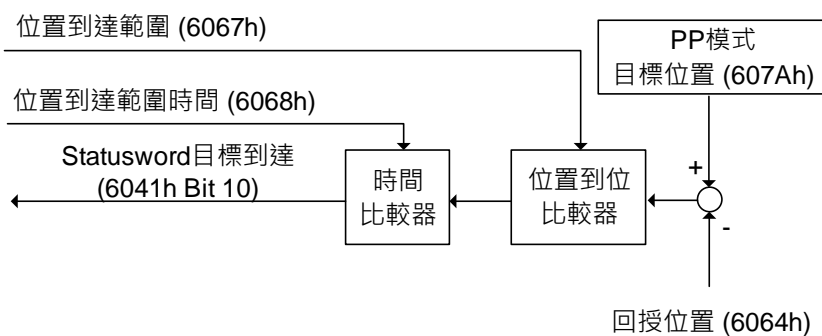 位置到達範圍 (6067h)
PP模式
目標位置 (607Ah)
位置到達範圍時間 (6068h)
Statusword目標到達
(6041h Bit 10)
時間
比較器
位置到位
比較器
+
-
回授位置 (6064h)